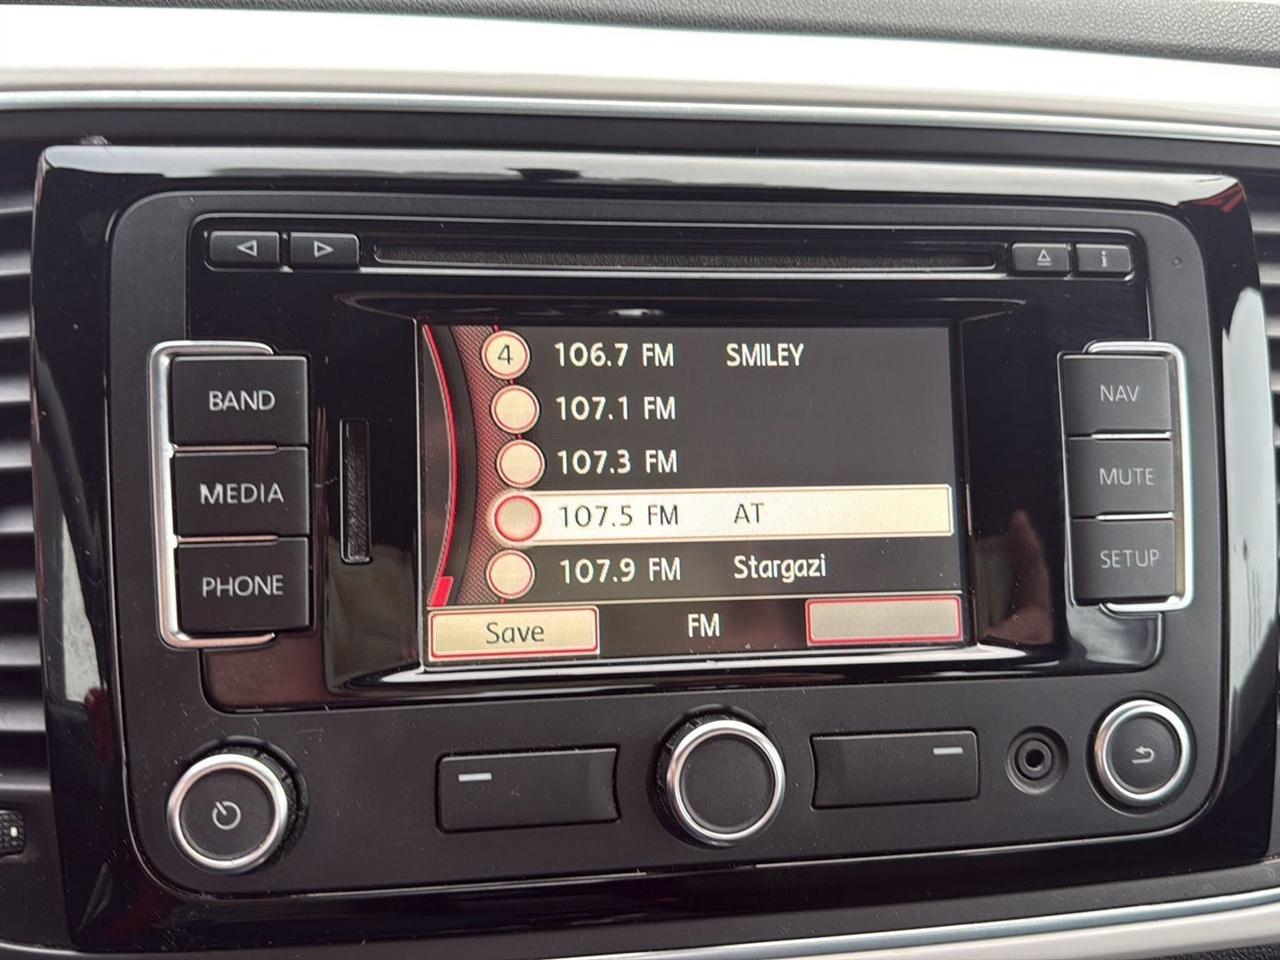 i
BAND
MEDIA
PHONE
4 106.7 FM SMILEY
107.1 FM
107.3 FM
107.5 FM AT
107.9 FM Stargazi
Save FM
NAV
MUTE
SETUP